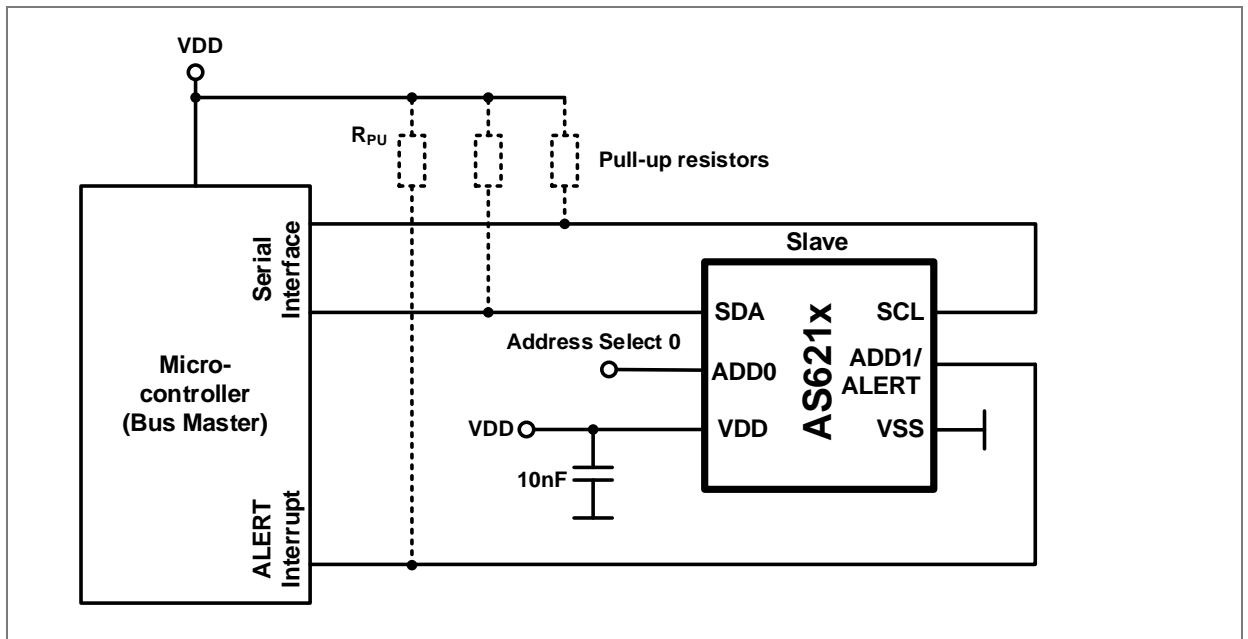 VDD
RPU
Pull-up resistors
Serial
Interface
Slave
Micro-
controller
(Bus Master)
Address Select 0
SDA
ADD0
VDD
AS621x
SCL
ADD1/
ALERT
VSS
VDD
10nF
ALERT
Interrupt